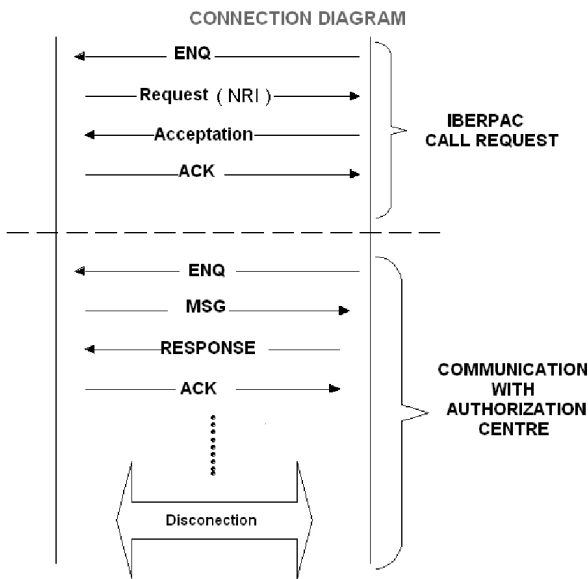 CONNECTION DIAGRAM
ENQ
Request ( NRI )
Acceptation
ACK
IBERPAC
CALL REQUEST
ENQ
MSG
RESPONSE
ACK
COMMUNICATION
WITH
AUTHORIZATION
CENTRE
Disconection